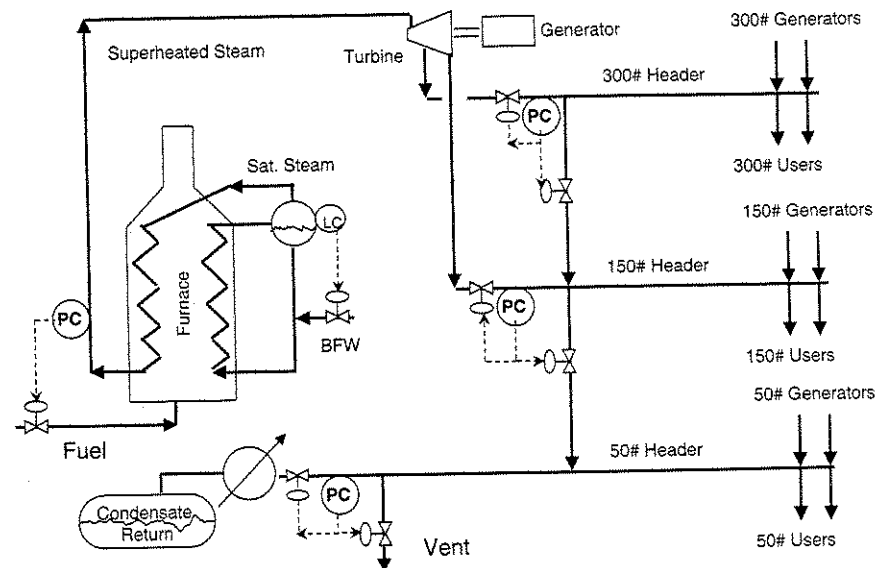 300# Generators
Superheated Steam
Turbine
Generator
300# Header
PC
Sat. Steam
300# Users
LC
150# Generators
150# Header
PC
Furnace
PC
BFW
150# Users
50# Generators
Fuel
50# Header
PC
Condensate
Return
Vent
50# Users